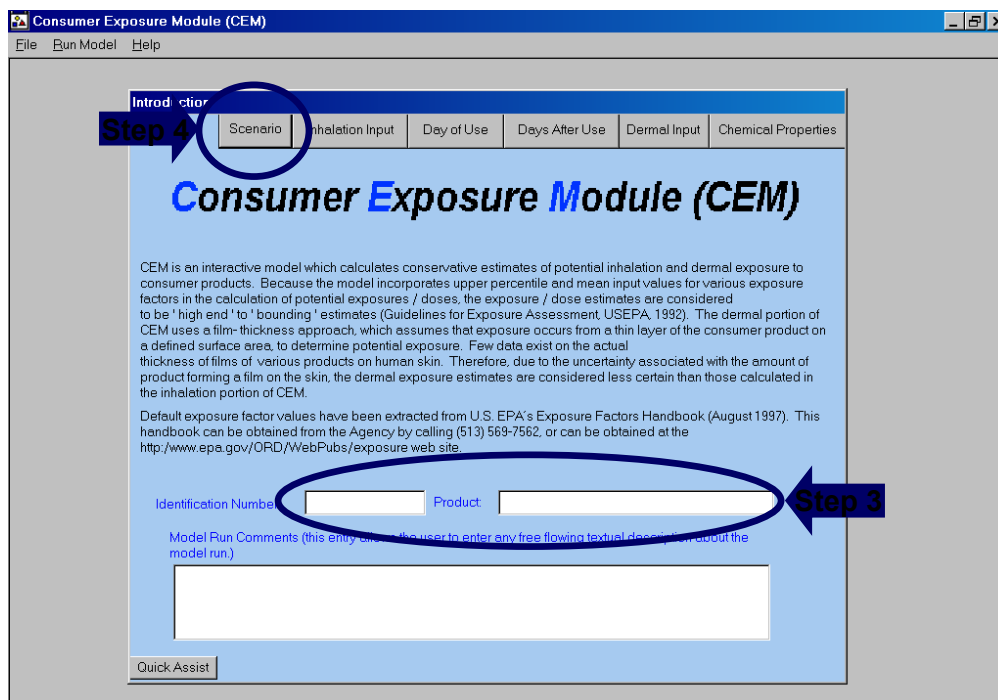 Consumer Exposure Module (CEM)
File Run Model Help
Introduction
Step 4
Scenario Inhalation Input Day of Use Days After Use Dermal Input Chemical Properties
Consumer Exposure Module (CEM)
CEM is an interactive model which calculates conservative estimates of potential inhalation and dermal exposure to
consumer products. Because the model incorporates upper percentile and mean input values for various exposure
factors in the calculation of potential exposures / doses, the exposure / dose estimates are considered
to be ' high end ' to ' bounding ' estimates (Guidelines for Exposure Assessment, USEPA, 1992). The dermal portion of
CEM uses a film- thickness approach, which assumes that exposure occurs from a thin layer of the consumer product on
a defined surface area, to determine potential exposure. Few data exist on the actual
thickness of films of various products on human skin. Therefore, due to the uncertainty associated with the amount of
product forming a film on the skin, the dermal exposure estimates are considered less certain than those calculated in
the inhalation portion of CEM.
Default exposure factor values have been extracted from U.S. EPA's Exposure Factors Handbook (August 1997). This
handbook can be obtained from the Agency by calling (513) 569-7562, or can be obtained at the
http:/www.epa.gov/ORD/WebPubs/exposure web site.
Identification Number Product:
Step 3
Model Run Comments (this entry allows the user to enter any free flowing textual description about the
model run.)
Quick Assist